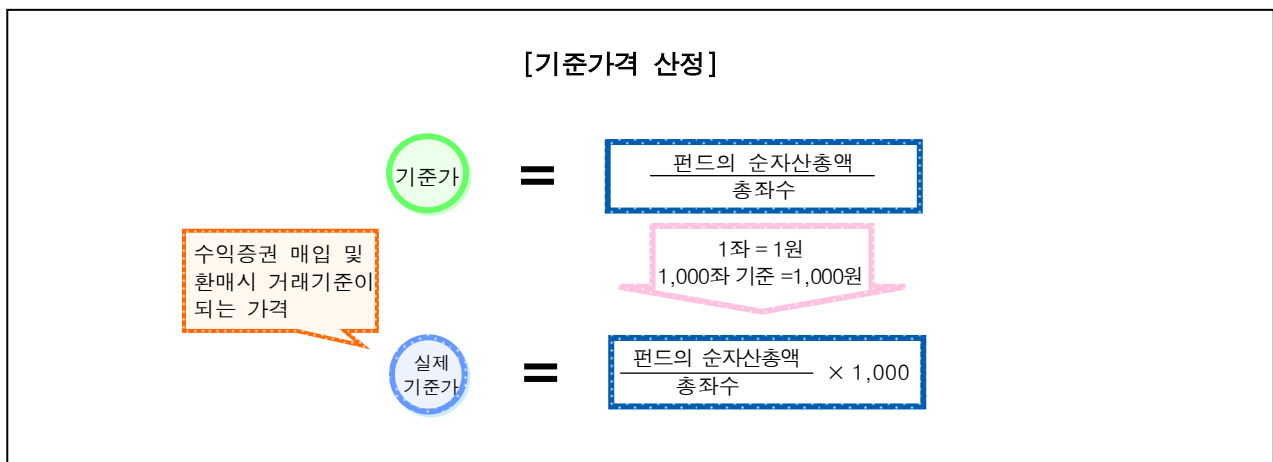 [기준가격 산정]
기준가
=
펀드의 순자산총액
총좌수
1좌 = 1원
1,000좌 기준 =1,000원
수익증권 매입 및
환매시 거래기준이
되는 가격
실제
기준가
=
펀드의 순자산총액
총좌수
× 1,000